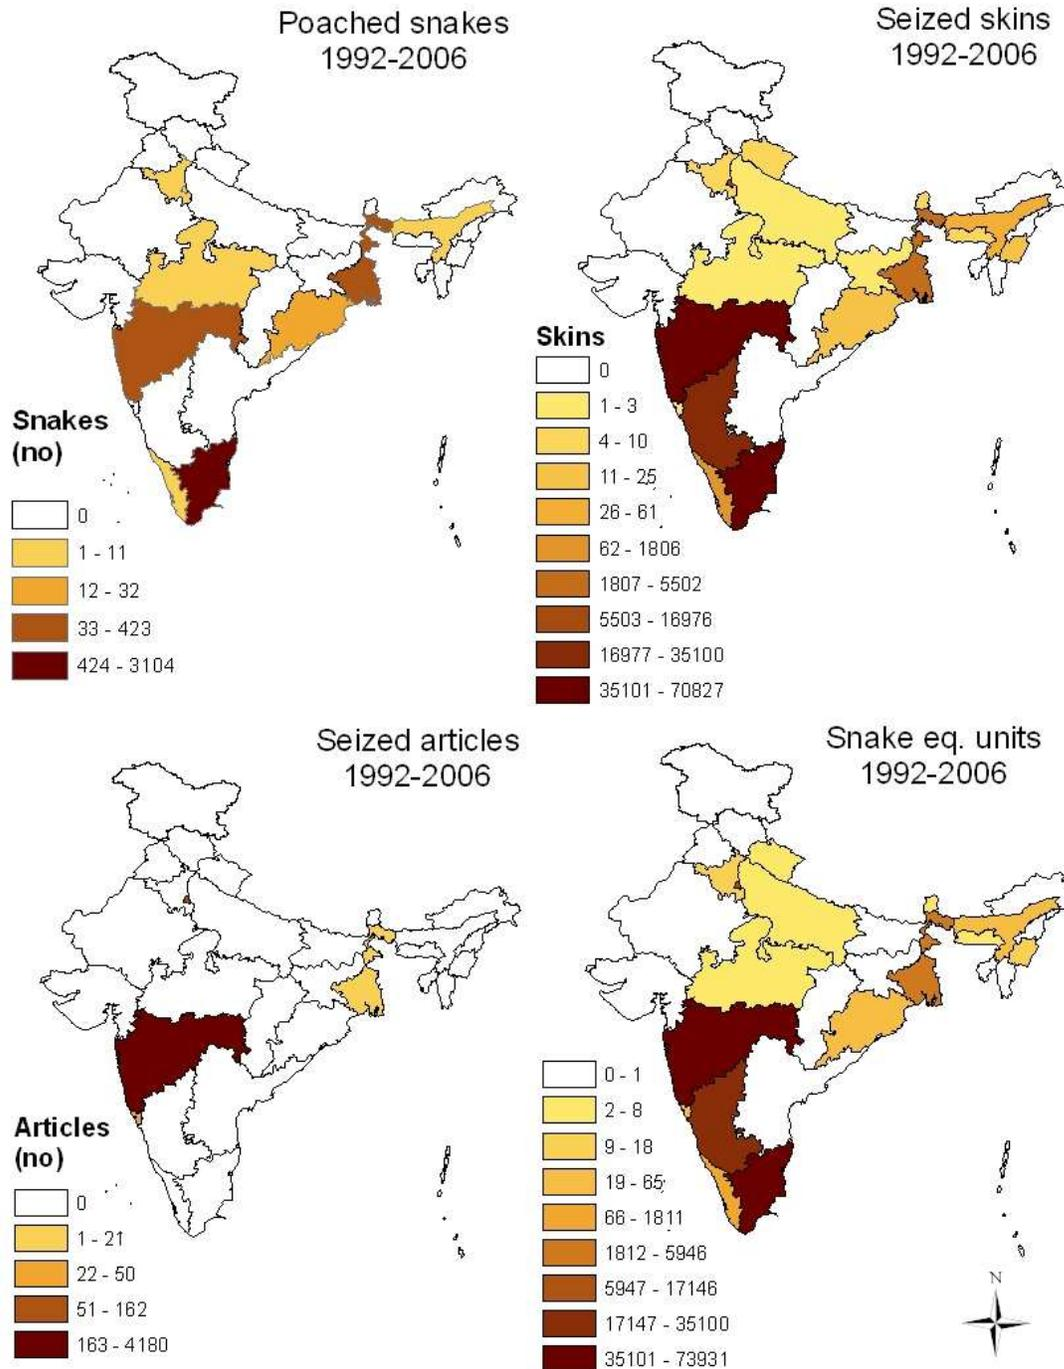 Poached snakes
1992-2006
Snakes
(no)
0
1 - 11
12 - 32
33 - 423
424 - 3104
Seized skins
1992-2006
Skins
0
1 - 3
4 - 10
11 - 25
26 - 61
62 - 1806
1807 - 5502
5503 - 16976
16977 - 35100
35101 - 70827
Seized articles
1992-2006
Articles
(no)
0
1 - 21
22 - 50
51 - 162
163 - 4180
Snake eq. units
1992-2006
0 - 1
2 - 8
9 - 18
19 - 65
66 - 1811
1812 - 5946
5947 - 17146
17147 - 35100
35101 - 73931
N